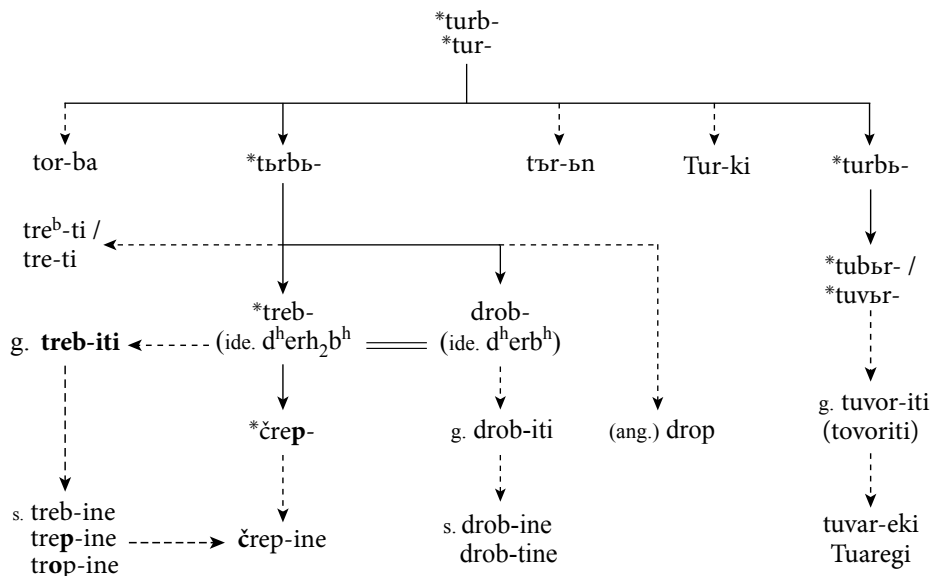 *turb-
*tur-
tor-ba
*tьrbь-
tъr-ьn
Tur-ki
*turbь-
treᵇ-ti /
tre-ti
*tubьr- /
*tuvьr-
*treb-
(ide. dʰerh₂bʰ)
drob-
(ide. dʰerbʰ)
g. treb-iti
*črep-
g. drob-iti
(ang.) drop
g. tuvor-iti
(tovoriti)
s. treb-ine
trep-ine
trop-ine
črep-ine
s. drob-ine
drob-tine
tuvar-eki
Tuaregi